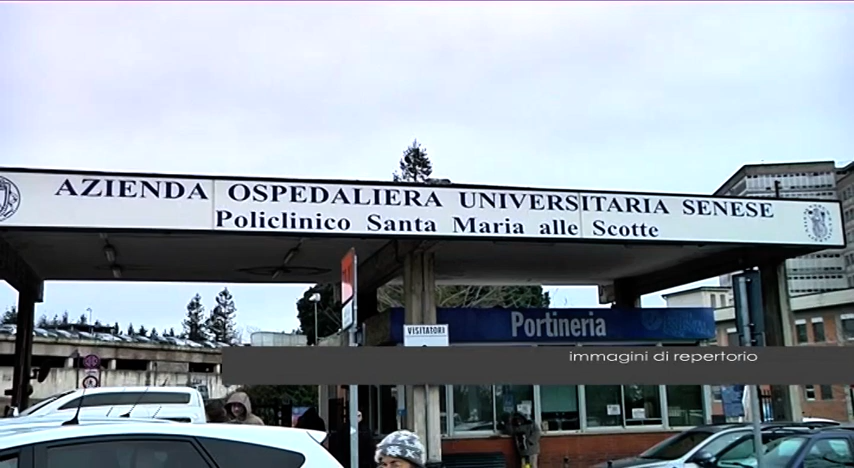 AZIENDA OSPEDALIERA UNIVERSITARIA SENESE
Policlinico Santa Maria alle Scotte
Portineria
VISITATORI
immagini di repertorio